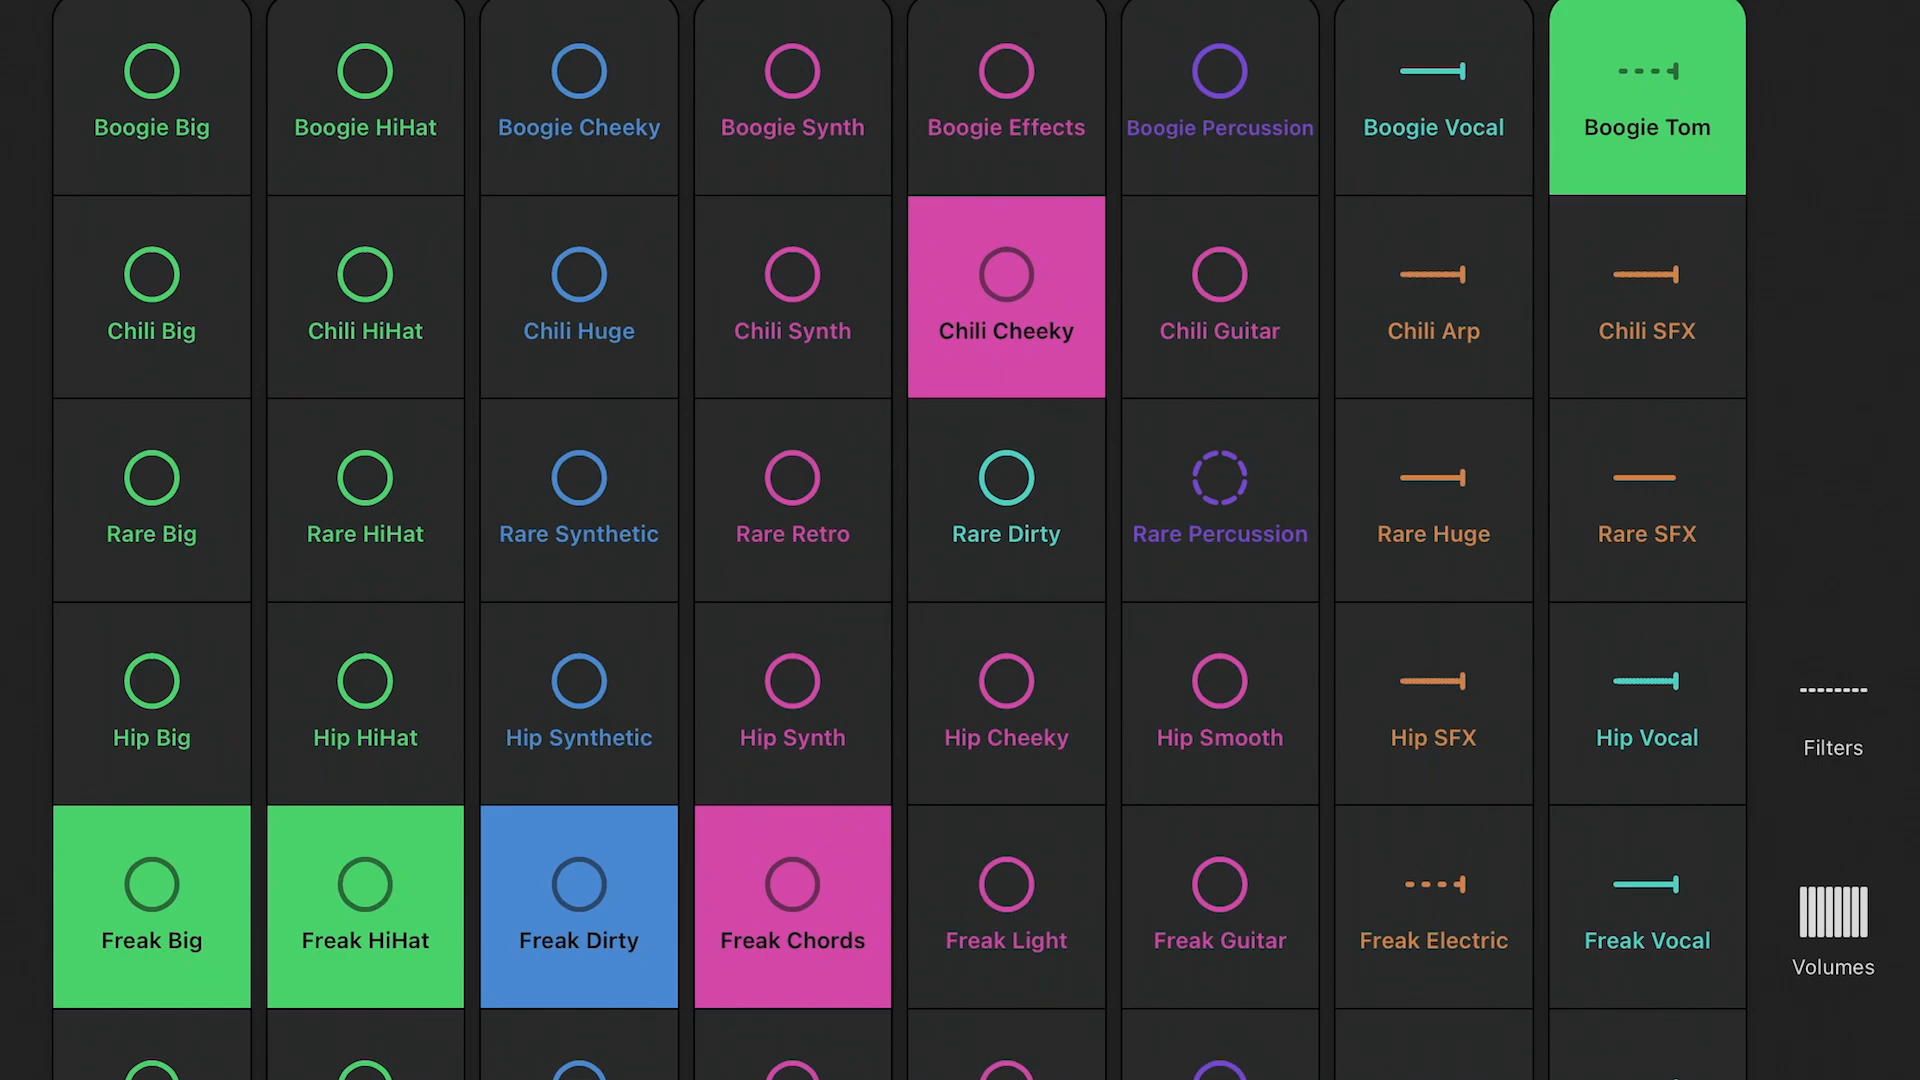 Boogie Big
Boogie HiHat
Boogie Cheeky
Boogie Synth
Boogie Effects
Boogie Percussion
Boogie Vocal
Boogie Tom
Chili Big
Chili HiHat
Chili Huge
Chili Synth
Chili Cheeky
Chili Guitar
Chili Arp
Chili SFX
Rare Big
Rare HiHat
Rare Synthetic
Rare Retro
Rare Dirty
Rare Percussion
Rare Huge
Rare SFX
Hip Big
Hip HiHat
Hip Synthetic
Hip Synth
Hip Cheeky
Hip Smooth
Hip SFX
Hip Vocal
Filters
Freak Big
Freak HiHat
Freak Dirty
Freak Chords
Freak Light
Freak Guitar
Freak Electric
Freak Vocal
Volumes